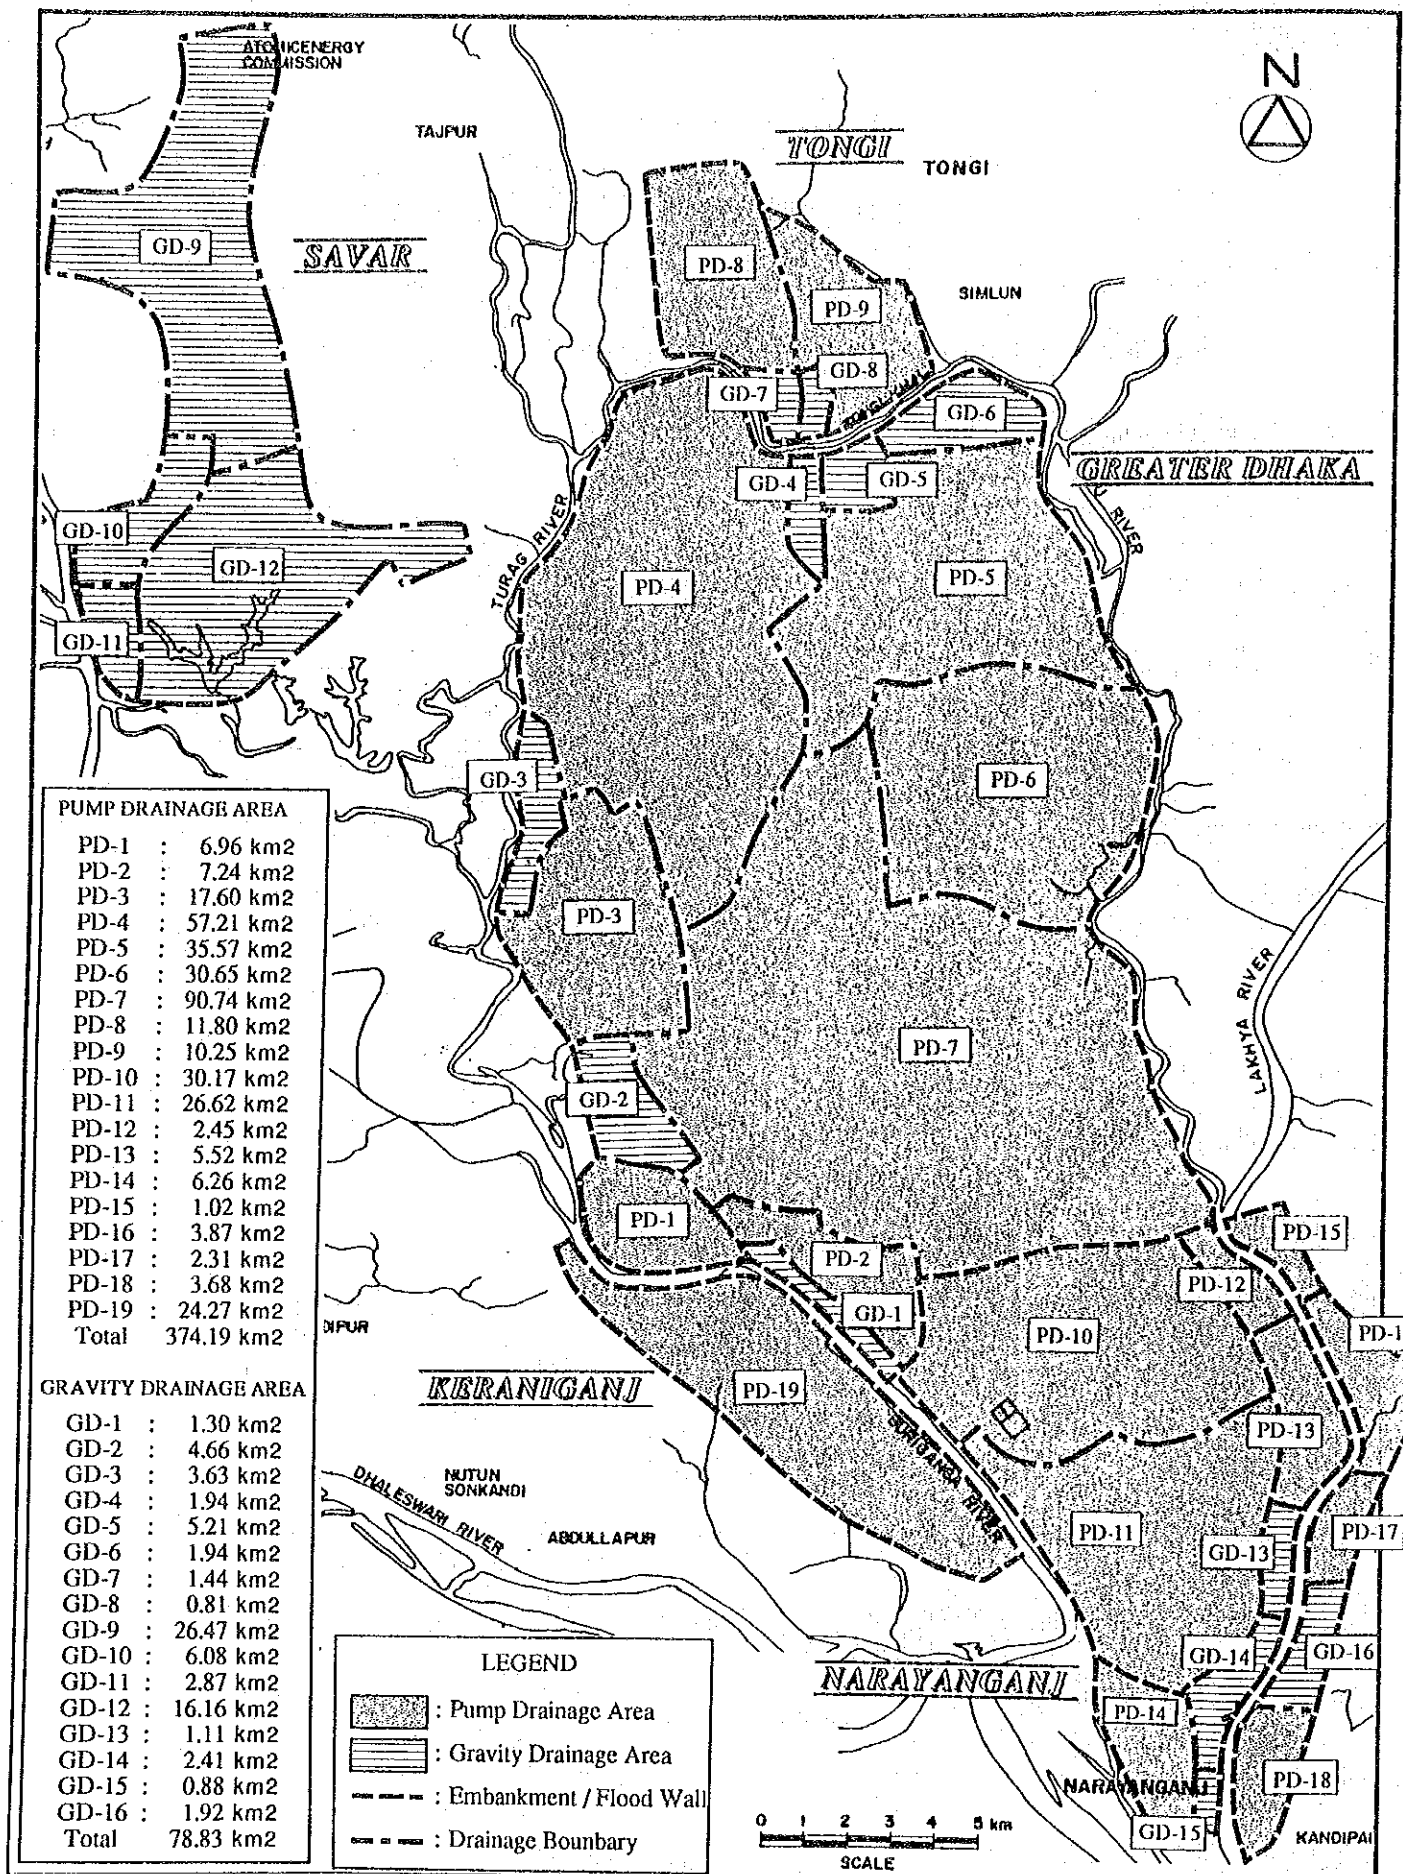 ATOMICENERGY
COMMISSION
N
TAJPUR
TONGI
TONGI
GD-9
SAVAR
PD-8
PD-9
SIMLUN
GD-8
GD-7
GD-6
GREATER DHAKA
GD-4
GD-5
GD-10
TURAG RIVER
RIVER
GD-12
PD-4
PD-5
GD-11
GD-3
PD-6
PUMP DRAINAGE AREA
PD-1 : 6.96 km2
PD-2 : 7.24 km2
PD-3 : 17.60 km2
PD-4 : 57.21 km2
PD-5 : 35.57 km2
PD-6 : 30.65 km2
PD-7 : 90.74 km2
PD-8 : 11.80 km2
PD-9 : 10.25 km2
PD-10 : 30.17 km2
PD-11 : 26.62 km2
PD-12 : 2.45 km2
PD-13 : 5.52 km2
PD-14 : 6.26 km2
PD-15 : 1.02 km2
PD-16 : 3.87 km2
PD-17 : 2.31 km2
PD-18 : 3.68 km2
PD-19 : 24.27 km2
Total 374.19 km2
GRAVITY DRAINAGE AREA
GD-1 : 1.30 km2
GD-2 : 4.66 km2
GD-3 : 3.63 km2
GD-4 : 1.94 km2
GD-5 : 5.21 km2
GD-6 : 1.94 km2
GD-7 : 1.44 km2
GD-8 : 0.81 km2
GD-9 : 26.47 km2
GD-10 : 6.08 km2
GD-11 : 2.87 km2
GD-12 : 16.16 km2
GD-13 : 1.11 km2
GD-14 : 2.41 km2
GD-15 : 0.88 km2
GD-16 : 1.92 km2
Total 78.83 km2
PD-3
LAKHYA RIVER
PD-7
GD-2
PD-1
PD-15
PD-2
PD-12
GD-1
DIPUR
PD-10
PD-1
KERANIGANJ
PD-19
PD-13
BURIGANGA RIVER
NUTUN
SONKANDI
DHALESWARI RIVER
ABDULLAPUR
PD-11
PD-17
GD-13
GD-14
GD-16
NARAYANGANJ
PD-14
PD-18
NARAYANGANJ
GD-15
KANDIPAI
LEGEND
: Pump Drainage Area
: Gravity Drainage Area
: Embankment / Flood Wall
: Drainage Bounbary
0 1 2 3 4 5 km
SCALE